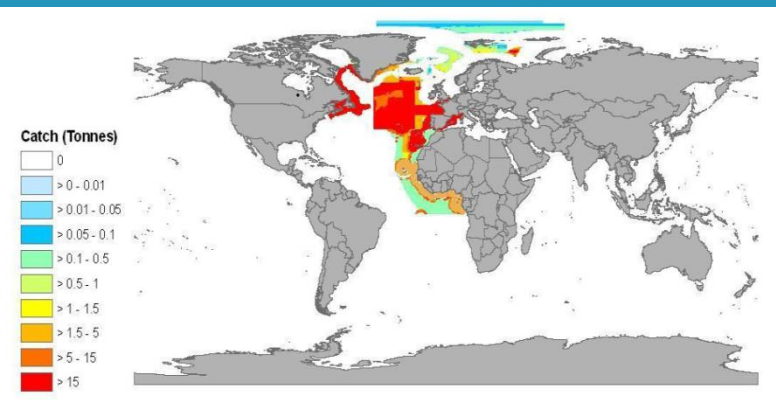 Catch (Tonnes)
0
> 0 - 0.01
> 0.01 - 0.05
> 0.05 - 0.1
> 0.1 - 0.5
> 0.5 - 1
> 1 - 1.5
> 1.5 - 5
> 5 - 15
> 15